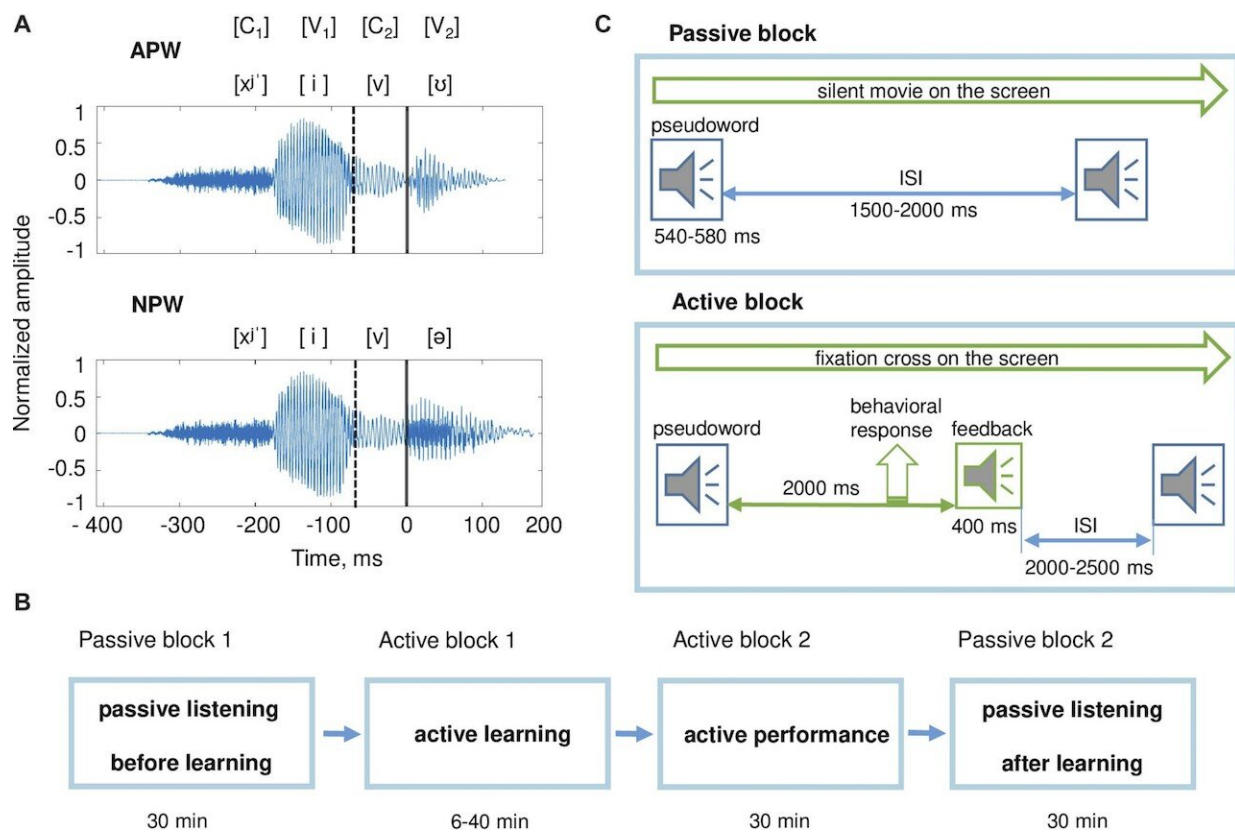 A
[C₁] [V₁] [C₂] [V₂]
APW
[xʲˈ] [i] [v] [ʊ]
1
0.5
0
-0.5
-1
NPW
[xʲˈ] [i] [v] [ə]
1
0.5
0
-0.5
-1
Normalized amplitude
- 400 -300 -200 -100 0 100 200
Time, ms
C
Passive block
silent movie on the screen
pseudoword
ISI
1500-2000 ms
540-580 ms
Active block
fixation cross on the screen
pseudoword
behavioral
response
feedback
2000 ms
400 ms
ISI
2000-2500 ms
B
Passive block 1
passive listening
before learning
30 min
Active block 1
active learning
6-40 min
Active block 2
active performance
30 min
Passive block 2
passive listening
after learning
30 min